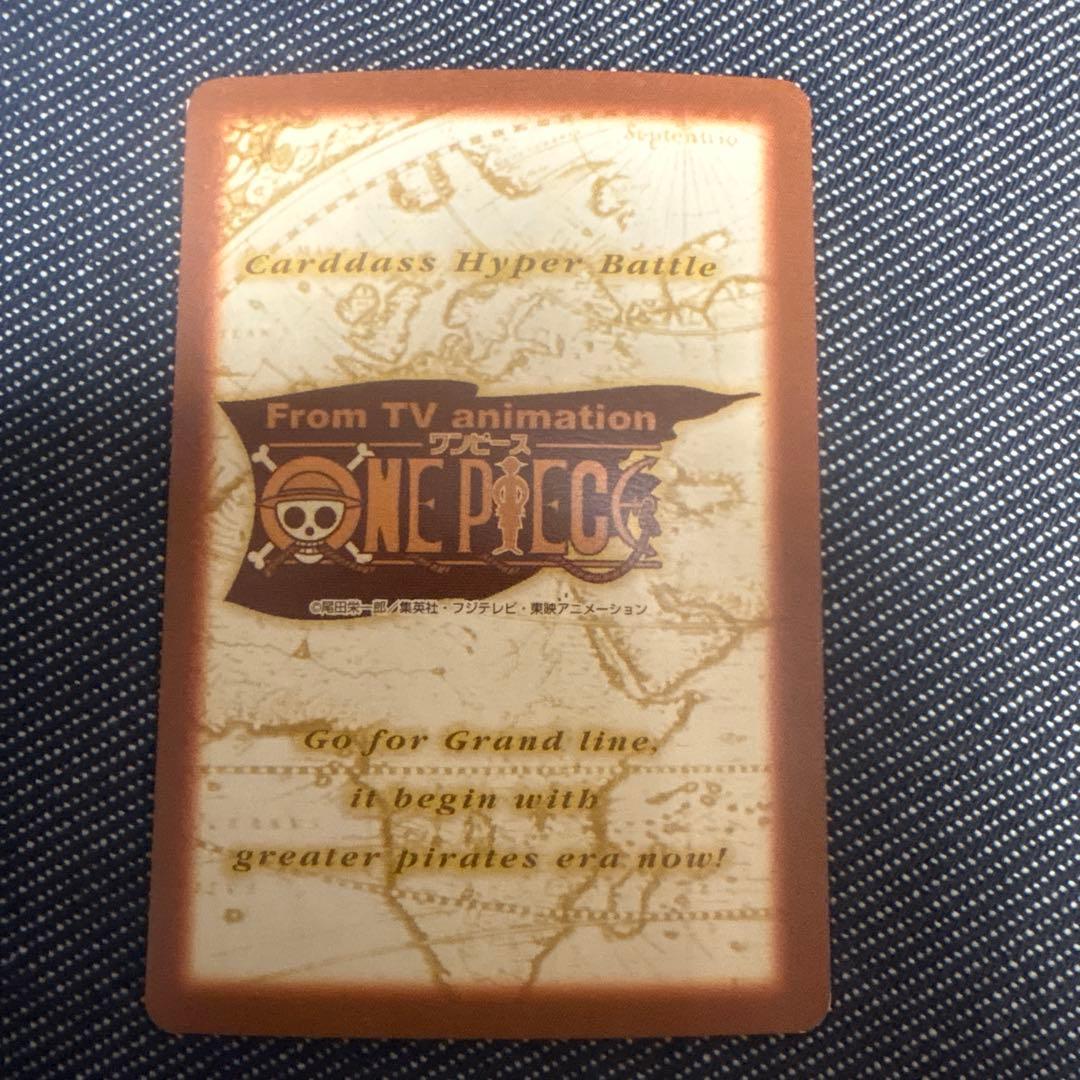 Septentrio
Carddass Hyper Battle
From TV animation
ワンピース
ONE PIECE
©尾田栄一郎/集英社・フジテレビ・東映アニメーション
Go for Grand line,
it begin with
greater pirates era now!